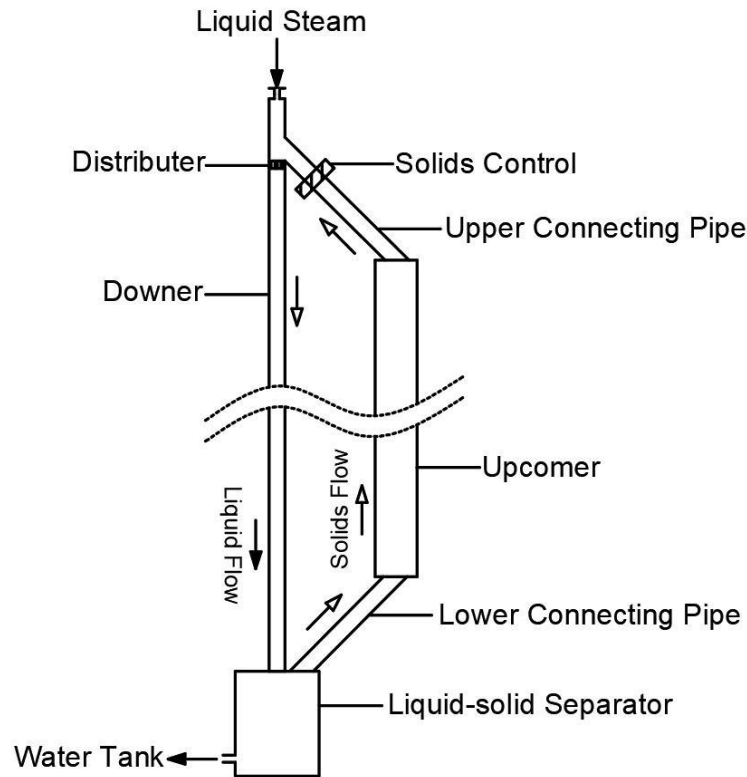 Liquid Steam
Distributer
Solids Control
Upper Connecting Pipe
Downer
Upcomer
Liquid Flow
Solids Flow
Lower Connecting Pipe
Liquid-solid Separator
Water Tank